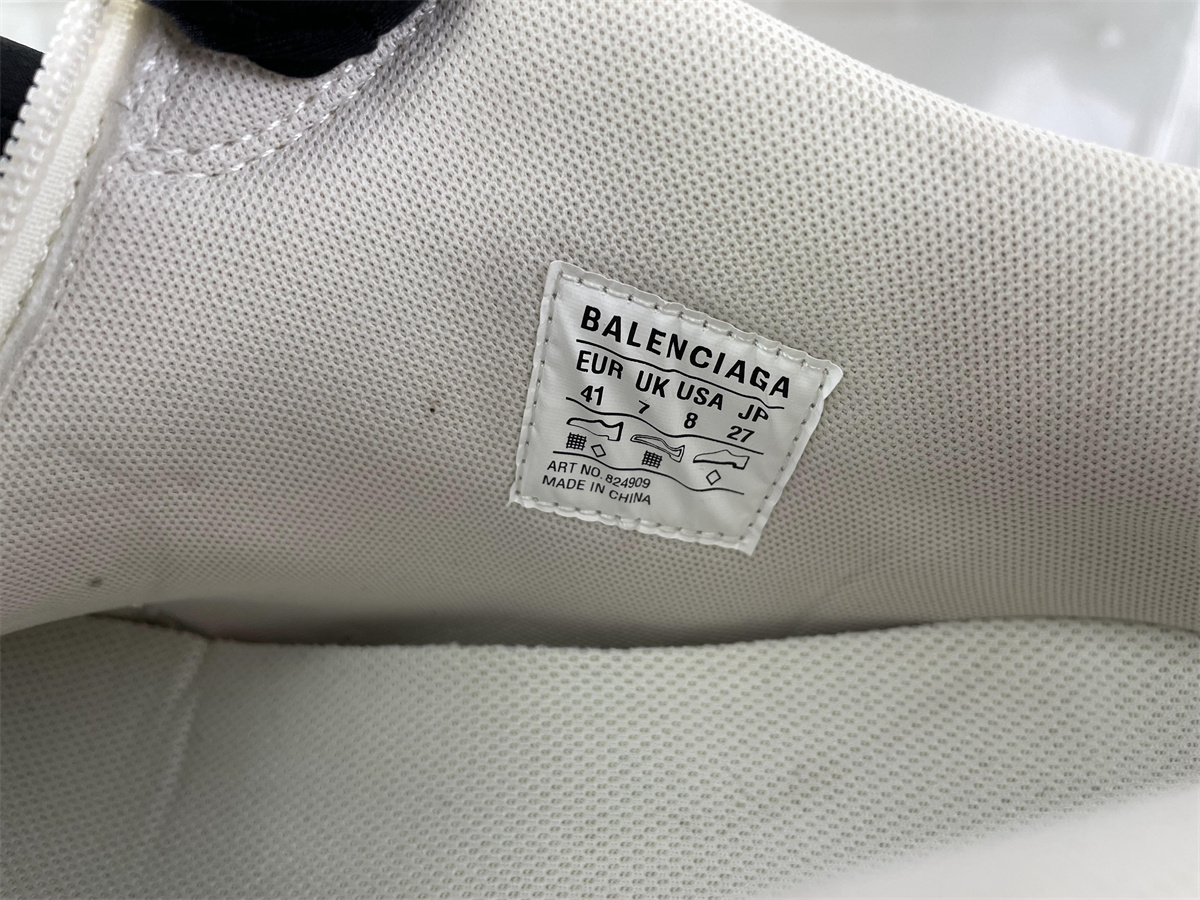 BALENCIAGA
EUR UK USA JP
41 7 8 27
ART NO. 824909
MADE IN CHINA